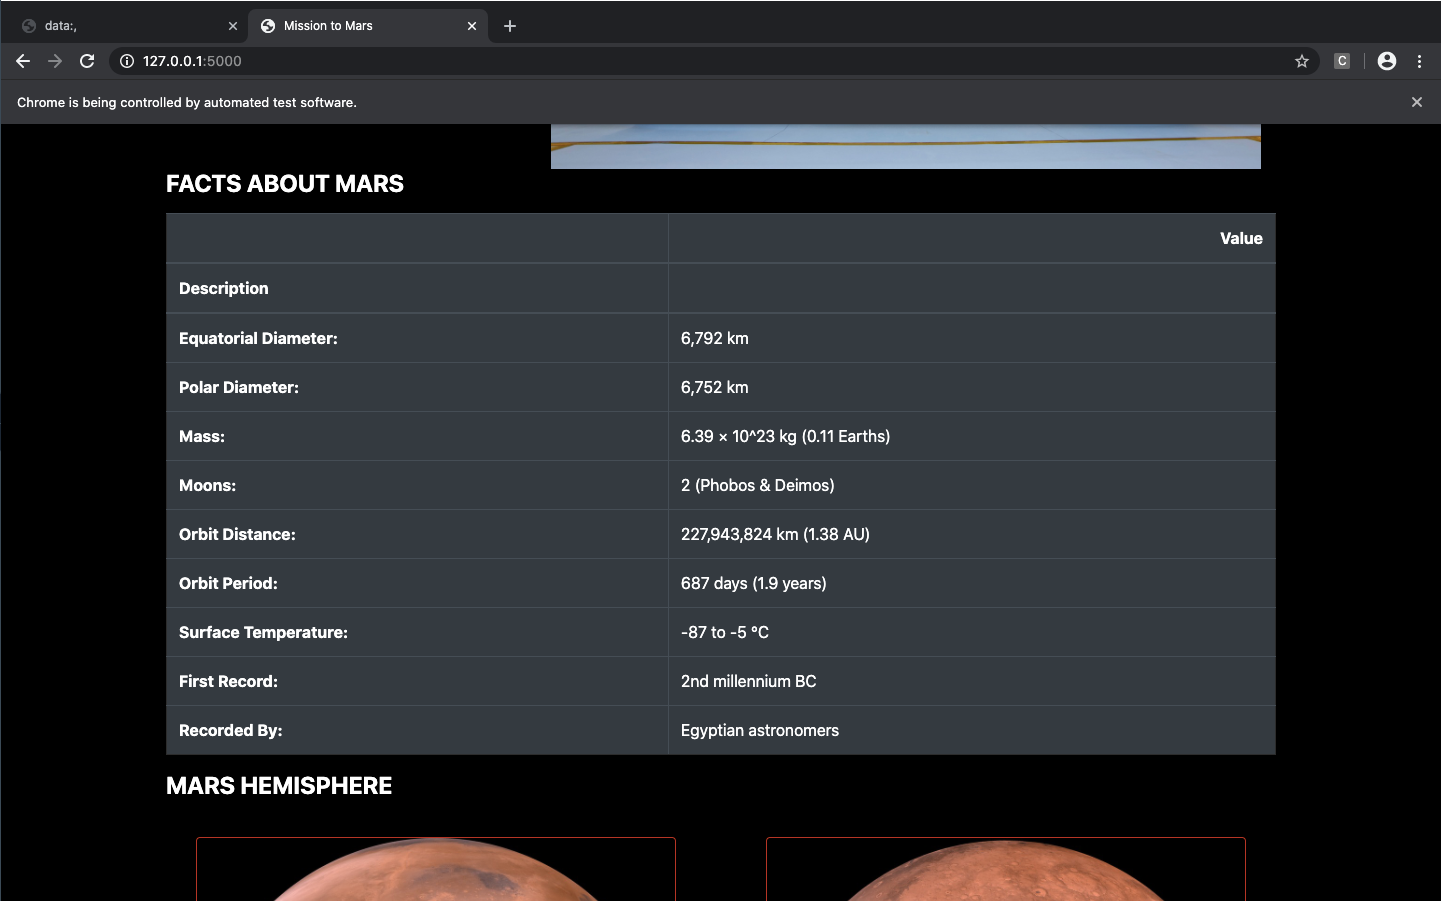 data:,
Mission to Mars
127.0.0.1:5000
C
Chrome is being controlled by automated test software.
FACTS ABOUT MARS
Value
Description
Equatorial Diameter: 6,792 km
Polar Diameter: 6,752 km
Mass: 6.39 × 10^23 kg (0.11 Earths)
Moons: 2 (Phobos & Deimos)
Orbit Distance: 227,943,824 km (1.38 AU)
Orbit Period: 687 days (1.9 years)
Surface Temperature: -87 to -5 °C
First Record: 2nd millennium BC
Recorded By: Egyptian astronomers
MARS HEMISPHERE